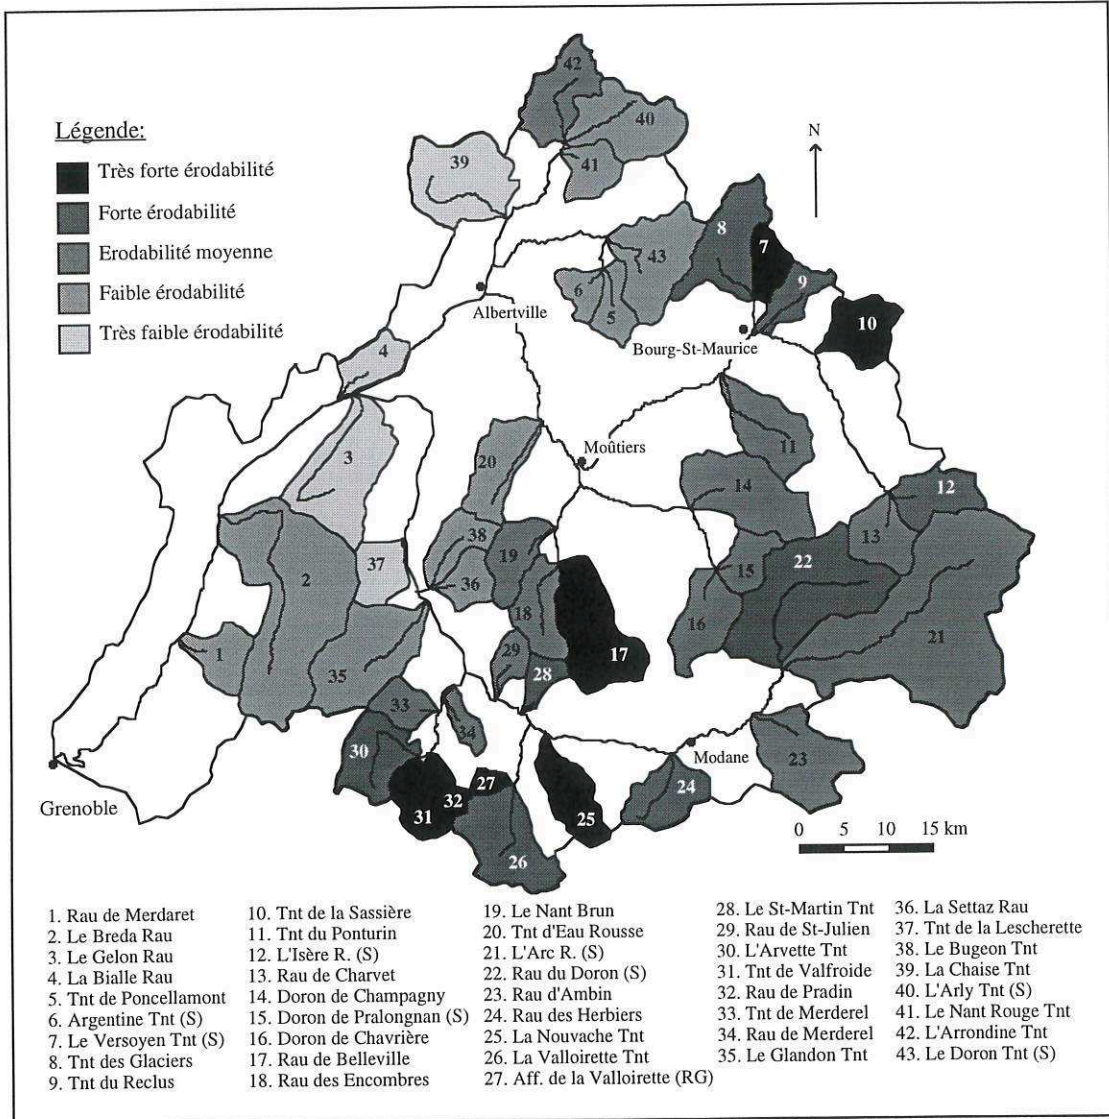 Légende:
Très forte érodabilité
Forte érodabilité
Erodabilité moyenne
Faible érodabilité
Très faible érodabilité
N
42
40
41
39
43
8
7
9
10
6
5
4
3
2
1
20
38
19
36
37
18
29
28
17
35
33
34
30
31
32
27
26
25
24
23
11
14
12
13
22
15
16
21
Albertville
Bourg-St-Maurice
Moûtiers
Modane
Grenoble
0 5 10 15 km
1. Rau de Merdaret
2. Le Breda Rau
3. Le Gelon Rau
4. La Bialle Rau
5. Tnt de Poncellamont
6. Argentine Tnt (S)
7. Le Versoyen Tnt (S)
8. Tnt des Glaciers
9. Tnt du Reclus
10. Tnt de la Sassière
11. Tnt du Ponturin
12. L'Isère R. (S)
13. Rau de Charvet
14. Doron de Champagny
15. Doron de Pralongnan (S)
16. Doron de Chavrière
17. Rau de Belleville
18. Rau des Encombres
19. Le Nant Brun
20. Tnt d'Eau Rousse
21. L'Arc R. (S)
22. Rau du Doron (S)
23. Rau d'Ambin
24. Rau des Herbiers
25. La Nouvache Tnt
26. La Valloirette Tnt
27. Aff. de la Valloirette (RG)
28. Le St-Martin Tnt
29. Rau de St-Julien
30. L'Arvette Tnt
31. Tnt de Valfroide
32. Rau de Pradin
33. Tnt de Merderel
34. Rau de Merderel
35. Le Glandon Tnt
36. La Settaz Rau
37. Tnt de la Lescherette
38. Le Bugeon Tnt
39. La Chaise Tnt
40. L'Arly Tnt (S)
41. Le Nant Rouge Tnt
42. L'Arrondine Tnt
43. Le Doron Tnt (S)